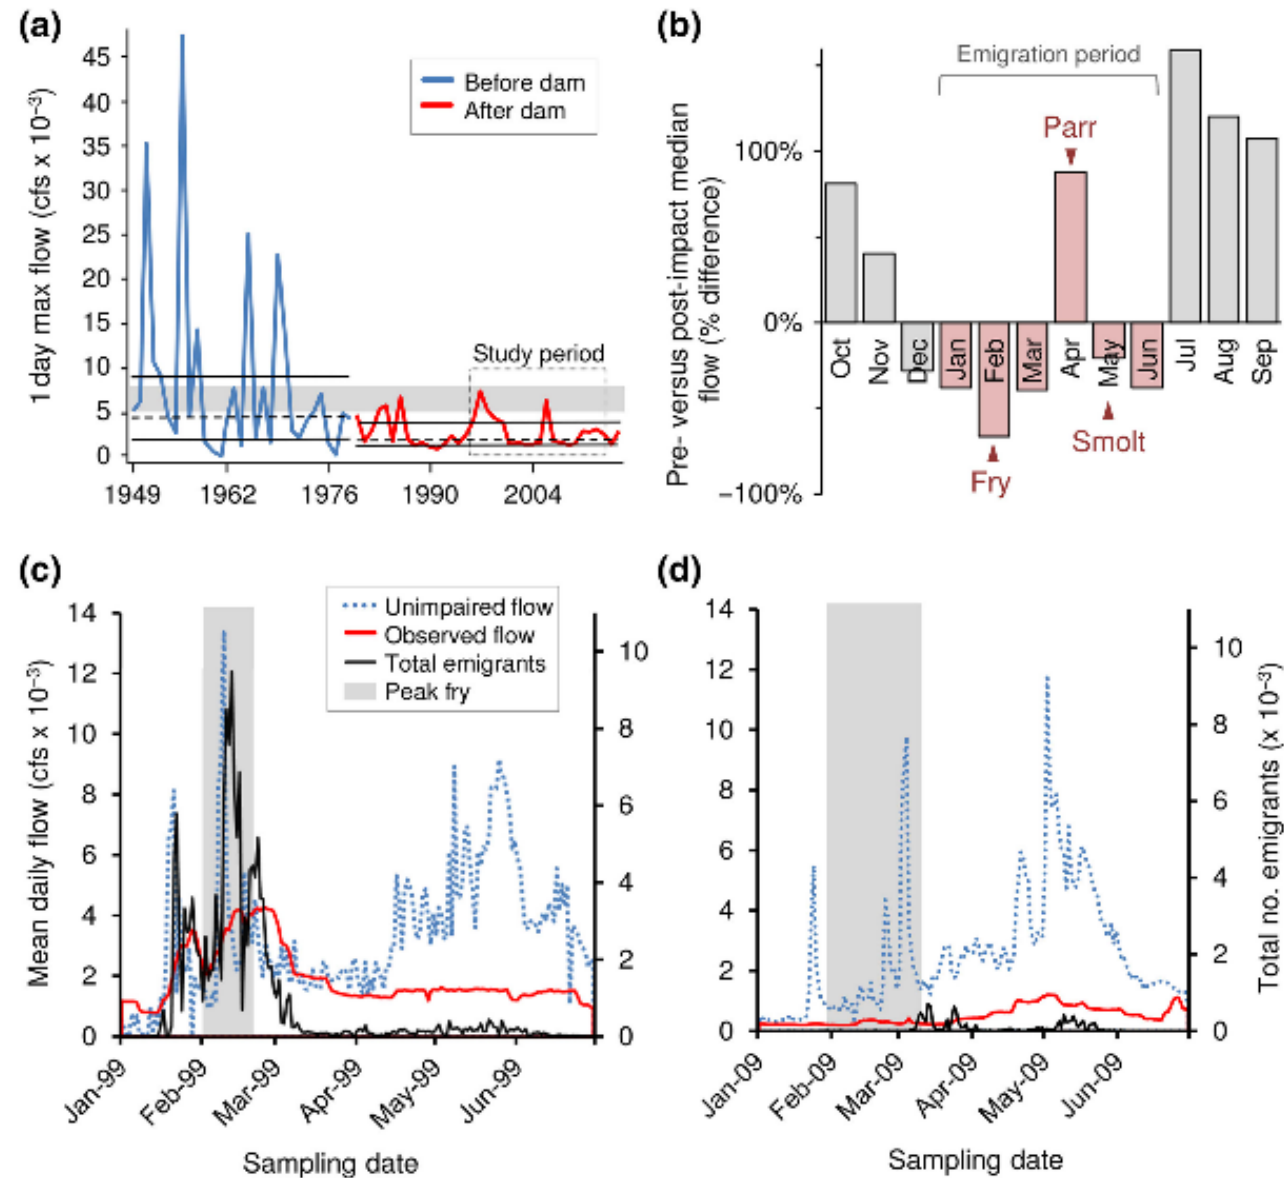 (a)
1 day max flow (cfs x 10⁻³)
45
40
35
30
25
20
15
10
5
0
1949
1962
1976
1990
2004
Before dam
After dam
Study period
(b)
Pre- versus post-impact median
flow (% difference)
100%
0%
−100%
Emigration period
Parr
Fry
Smolt
Oct
Nov
Dec
Jan
Feb
Mar
Apr
May
Jun
Jul
Aug
Sep
(c)
Mean daily flow (cfs x 10⁻³)
14
12
10
8
6
4
2
0
Unimpaired flow
Observed flow
Total emigrants
Peak fry
10
8
6
4
2
0
Jan-99
Feb-99
Mar-99
Apr-99
May-99
Jun-99
Sampling date
(d)
14
12
10
8
6
4
2
0
10
8
6
4
2
0
Total no. emigrants (x 10⁻³)
Jan-09
Feb-09
Mar-09
Apr-09
May-09
Jun-09
Sampling date